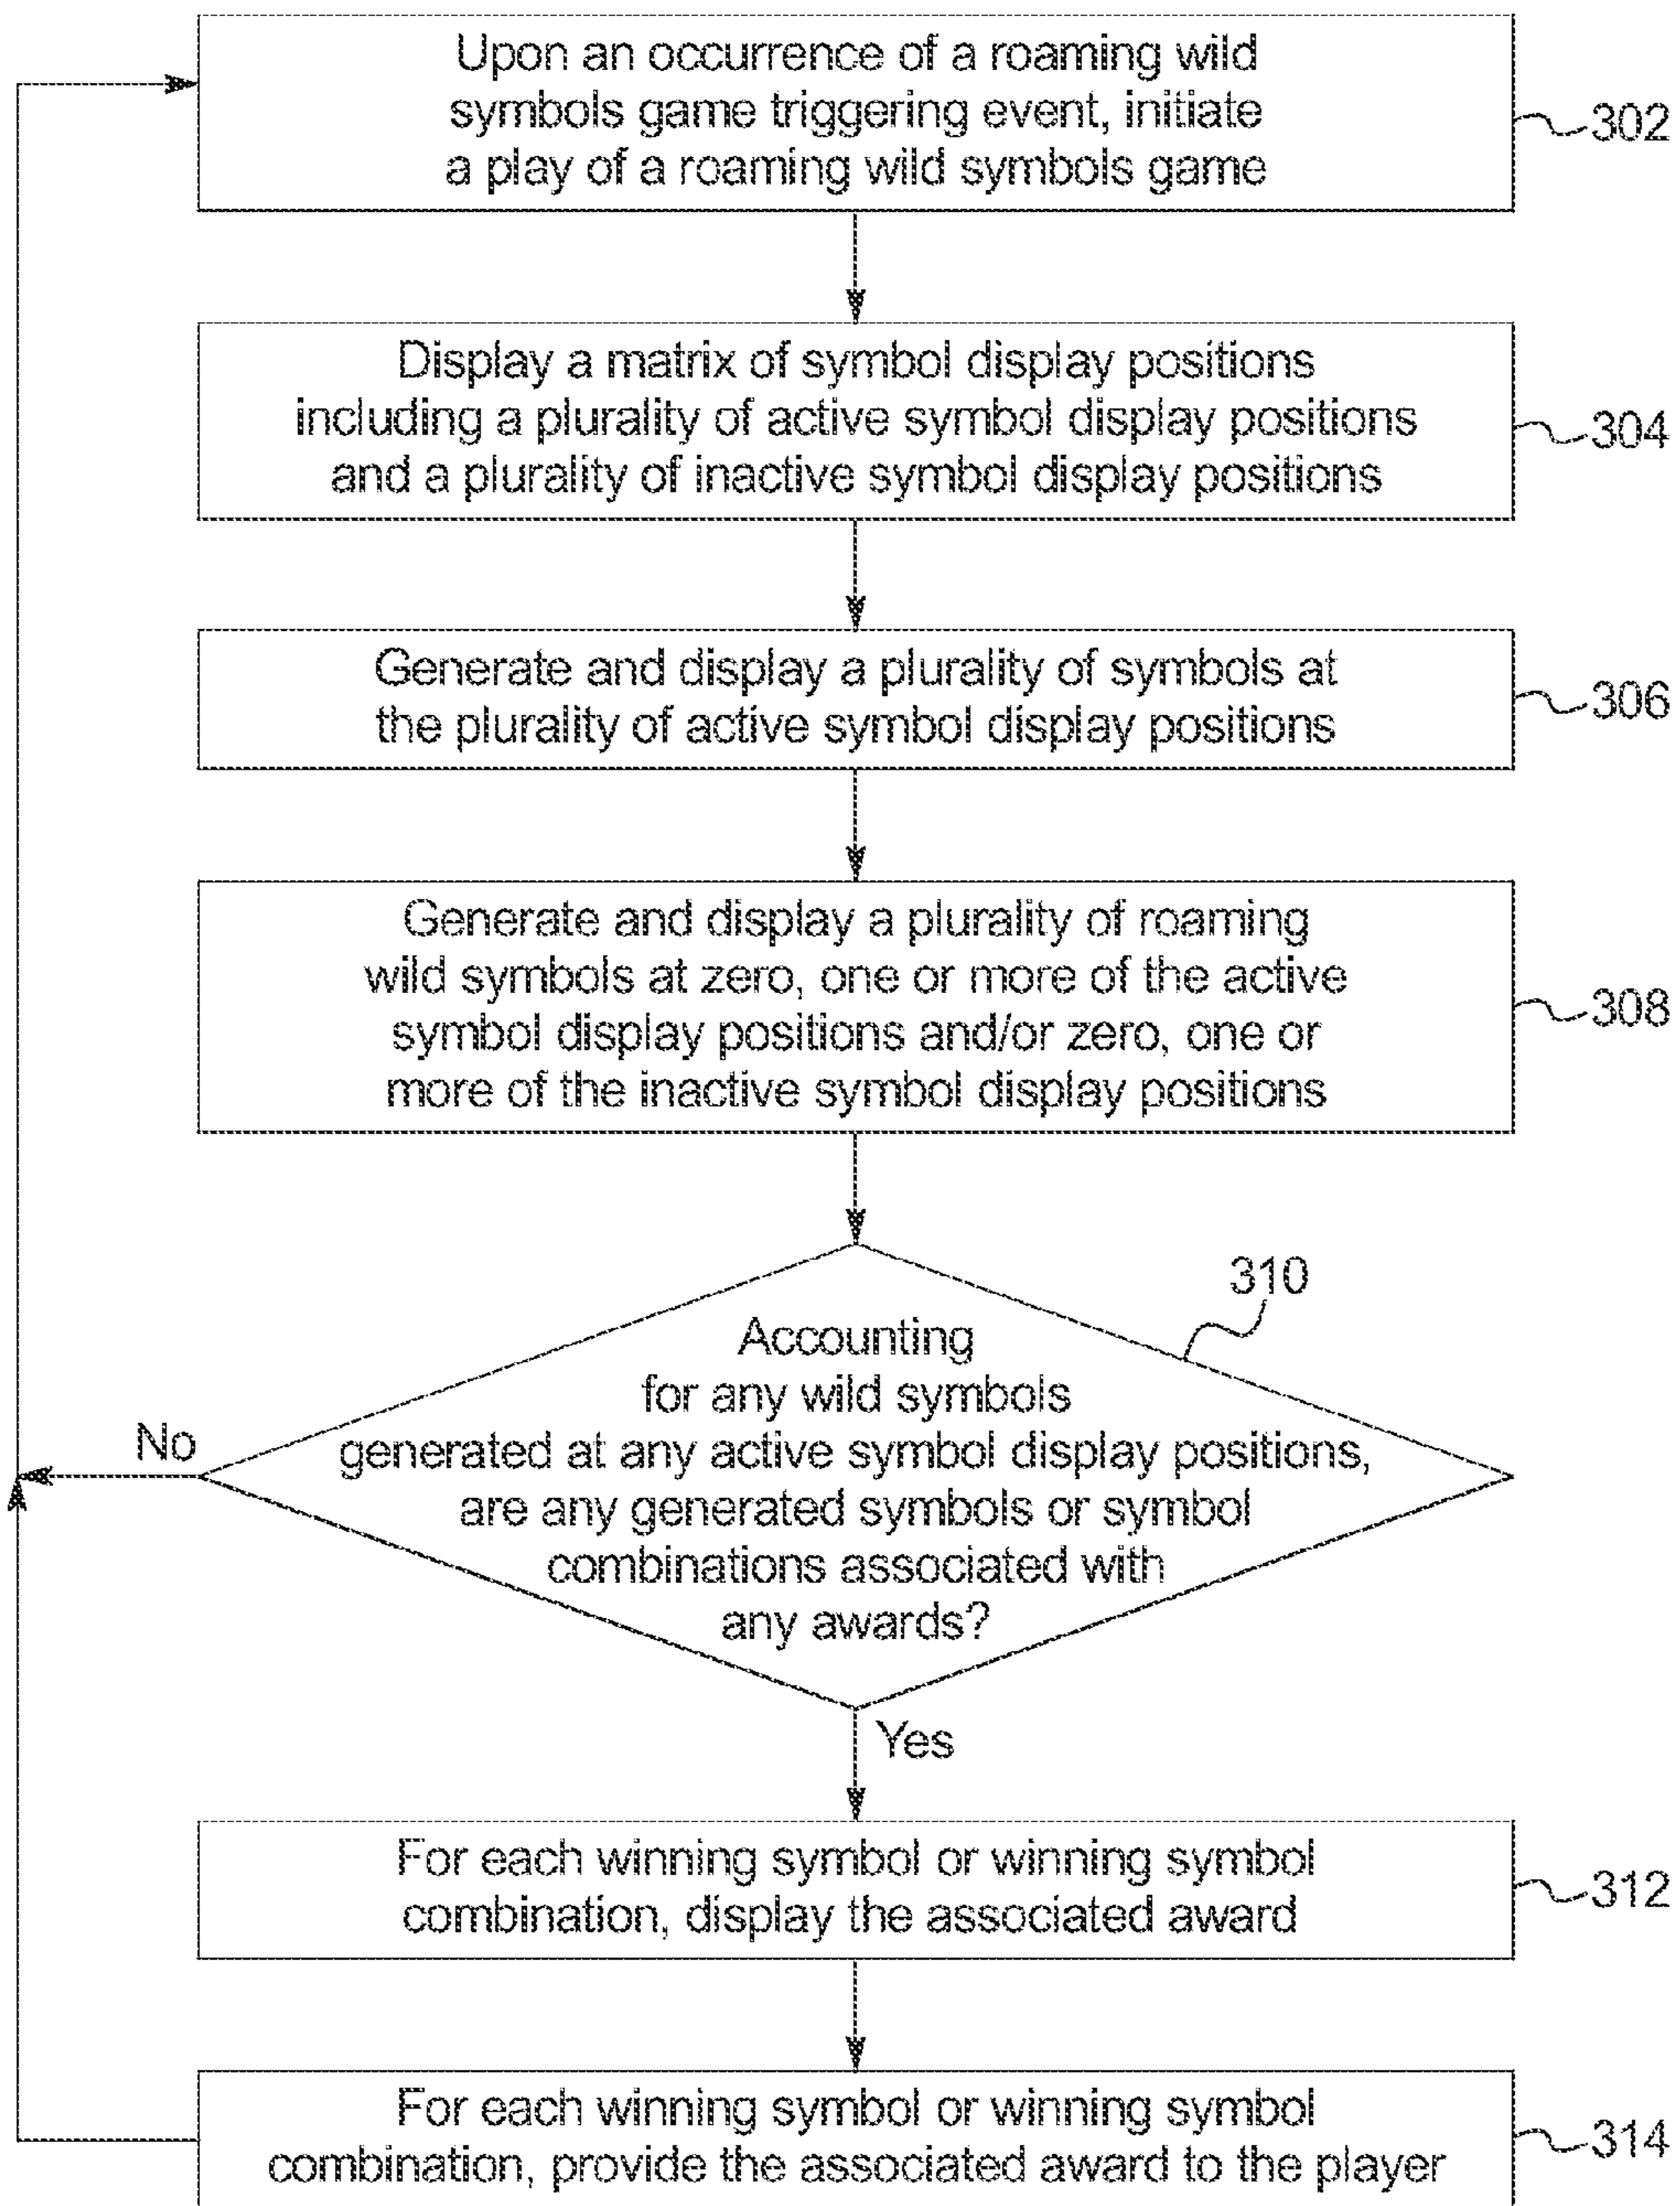 Upon an occurrence of a roaming wild
symbols game triggering event, initiate
a play of a roaming wild symbols game
302
Display a matrix of symbol display positions
including a plurality of active symbol display positions
and a plurality of inactive symbol display positions
304
Generate and display a plurality of symbols at
the plurality of active symbol display positions
306
Generate and display a plurality of roaming
wild symbols at zero, one or more of the active
symbol display positions and/or zero, one or
more of the inactive symbol display positions
308
310
Accounting
for any wild symbols
generated at any active symbol display positions,
are any generated symbols or symbol
combinations associated with
any awards?
No
Yes
For each winning symbol or winning symbol
combination, display the associated award
312
For each winning symbol or winning symbol
combination, provide the associated award to the player
314